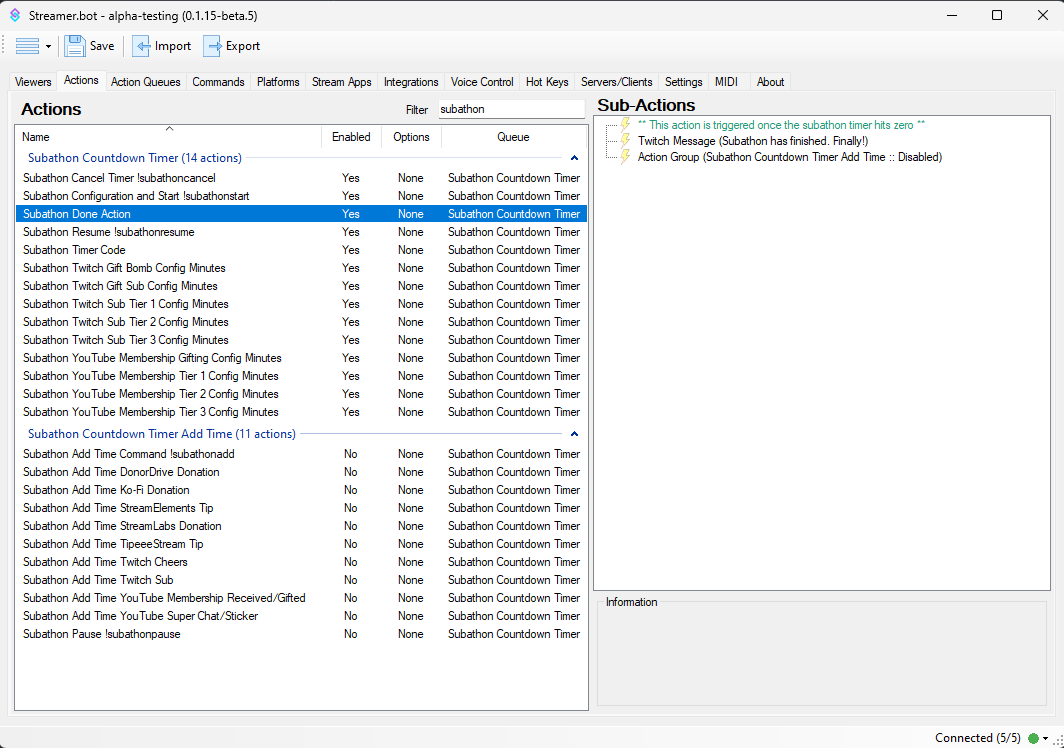 Streamer.bot - alpha-testing (0.1.15-beta.5)
Save Import Export
Viewers Actions Action Queues Commands Platforms Stream Apps Integrations Voice Control Hot Keys Servers/Clients Settings MIDI About
Actions
Filter subathon
Name Enabled Options Queue
Subathon Countdown Timer (14 actions)
Subathon Cancel Timer !subathoncancel Yes None Subathon Countdown Timer
Subathon Configuration and Start !subathonstart Yes None Subathon Countdown Timer
Subathon Done Action Yes None Subathon Countdown Timer
Subathon Resume !subathonresume Yes None Subathon Countdown Timer
Subathon Timer Code Yes None Subathon Countdown Timer
Subathon Twitch Gift Bomb Config Minutes Yes None Subathon Countdown Timer
Subathon Twitch Gift Sub Config Minutes Yes None Subathon Countdown Timer
Subathon Twitch Sub Tier 1 Config Minutes Yes None Subathon Countdown Timer
Subathon Twitch Sub Tier 2 Config Minutes Yes None Subathon Countdown Timer
Subathon Twitch Sub Tier 3 Config Minutes Yes None Subathon Countdown Timer
Subathon YouTube Membership Gifting Config Minutes Yes None Subathon Countdown Timer
Subathon YouTube Membership Tier 1 Config Minutes Yes None Subathon Countdown Timer
Subathon YouTube Membership Tier 2 Config Minutes Yes None Subathon Countdown Timer
Subathon YouTube Membership Tier 3 Config Minutes Yes None Subathon Countdown Timer
Subathon Countdown Timer Add Time (11 actions)
Subathon Add Time Command !subathonadd No None Subathon Countdown Timer
Subathon Add Time DonorDrive Donation No None Subathon Countdown Timer
Subathon Add Time Ko-Fi Donation No None Subathon Countdown Timer
Subathon Add Time StreamElements Tip No None Subathon Countdown Timer
Subathon Add Time StreamLabs Donation No None Subathon Countdown Timer
Subathon Add Time TipeeeStream Tip No None Subathon Countdown Timer
Subathon Add Time Twitch Cheers No None Subathon Countdown Timer
Subathon Add Time Twitch Sub No None Subathon Countdown Timer
Subathon Add Time YouTube Membership Received/Gifted No None Subathon Countdown Timer
Subathon Add Time YouTube Super Chat/Sticker No None Subathon Countdown Timer
Subathon Pause !subathonpause No None Subathon Countdown Timer
Sub-Actions
** This action is triggered once the subathon timer hits zero **
Twitch Message (Subathon has finished. Finally!)
Action Group (Subathon Countdown Timer Add Time :: Disabled)
Information
Connected (5/5)